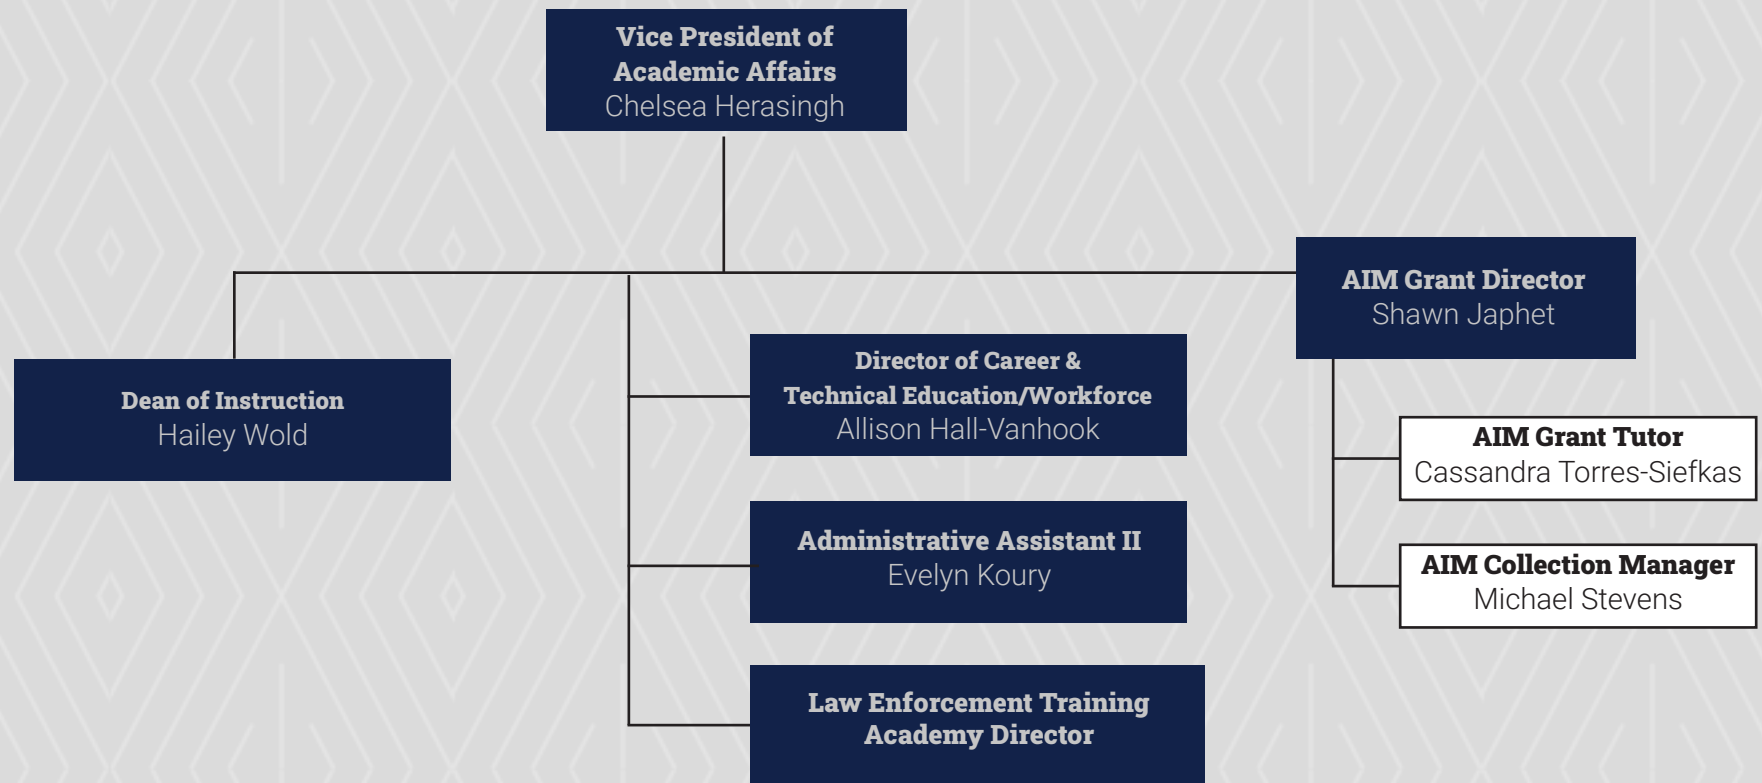 Vice President of
Academic Affairs
Chelsea Herasingh
AIM Grant Director
Shawn Japhet
Dean of Instruction
Hailey Wold
Director of Career &
Technical Education/Workforce
Allison Hall-Vanhook
AIM Grant Tutor
Cassandra Torres-Siefkas
Administrative Assistant II
Evelyn Koury
AIM Collection Manager
Michael Stevens
Law Enforcement Training
Academy Director